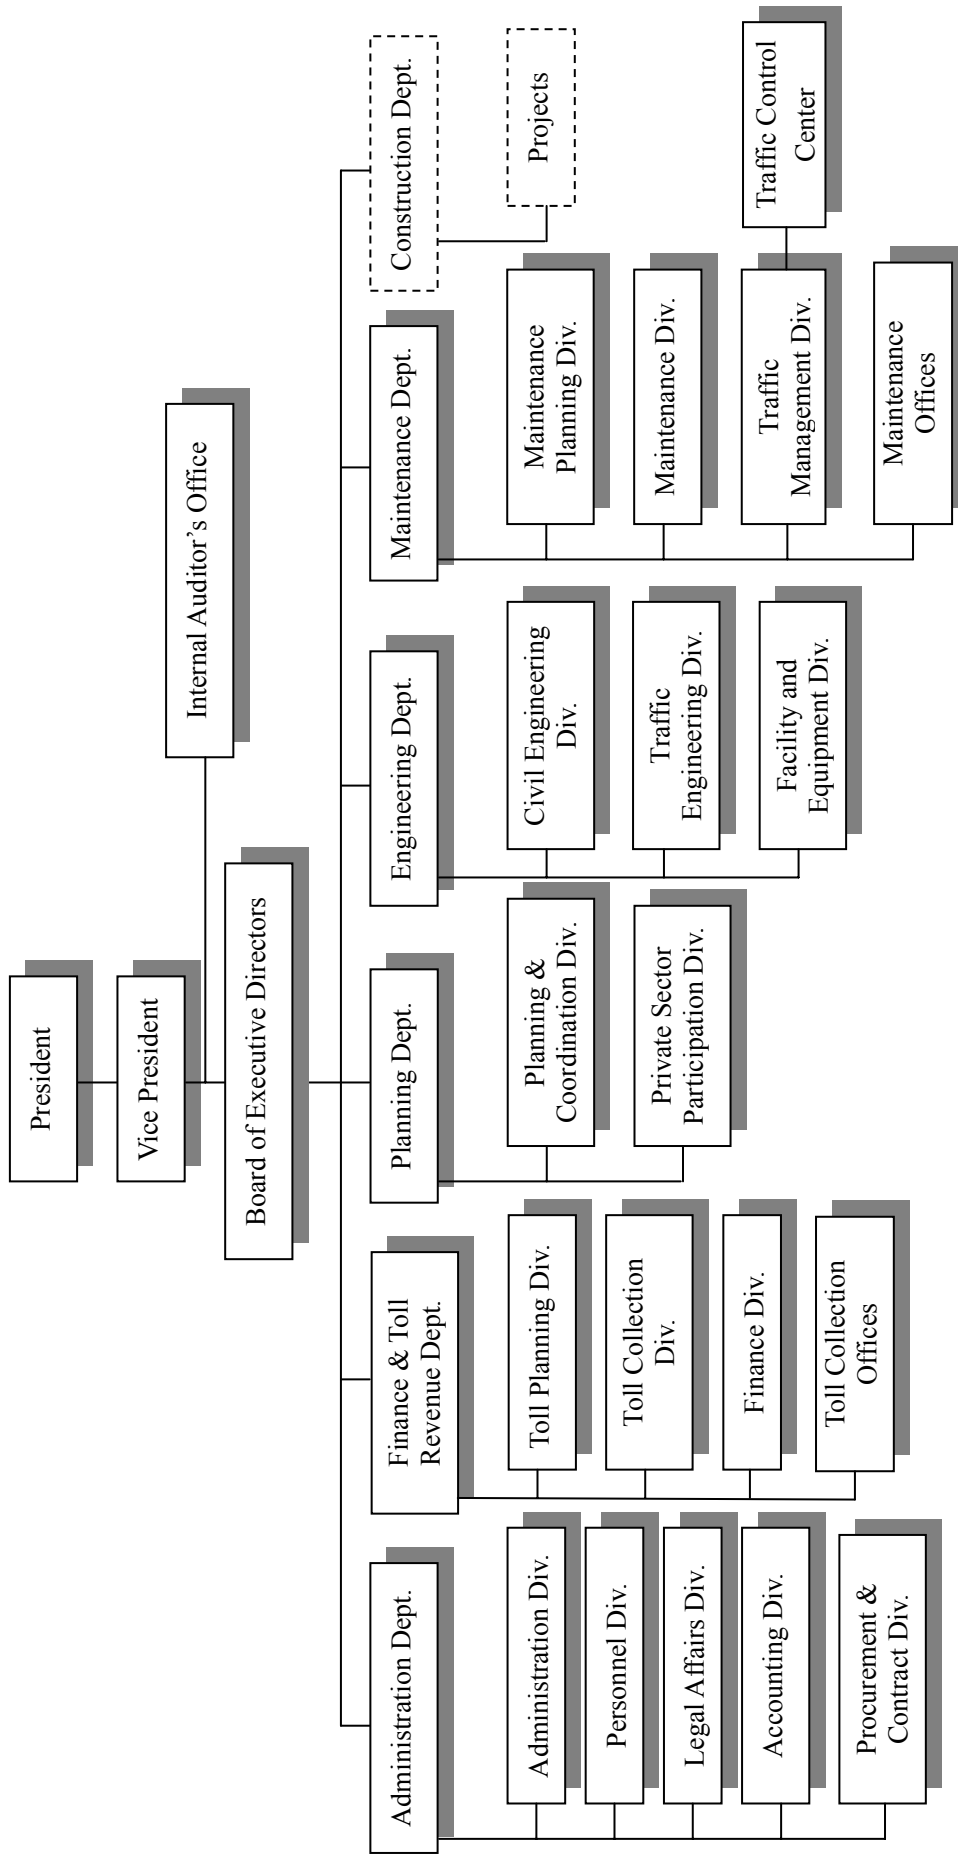 President
Vice President
Internal Auditor’s Office
Board of Executive Directors
Administration Dept.
Finance & Toll
Revenue Dept.
Planning Dept.
Engineering Dept.
Maintenance Dept.
Construction Dept.
Administration Div.
Personnel Div.
Legal Affairs Div.
Accounting Div.
Procurement &
Contract Div.
Toll Planning Div.
Toll Collection
Div.
Finance Div.
Toll Collection
Offices
Planning &
Coordination Div.
Private Sector
Participation Div.
Civil Engineering
Div.
Traffic
Engineering Div.
Facility and
Equipment Div.
Maintenance
Planning Div.
Maintenance Div.
Traffic
Management Div.
Maintenance
Offices
Projects
Traffic Control
Center